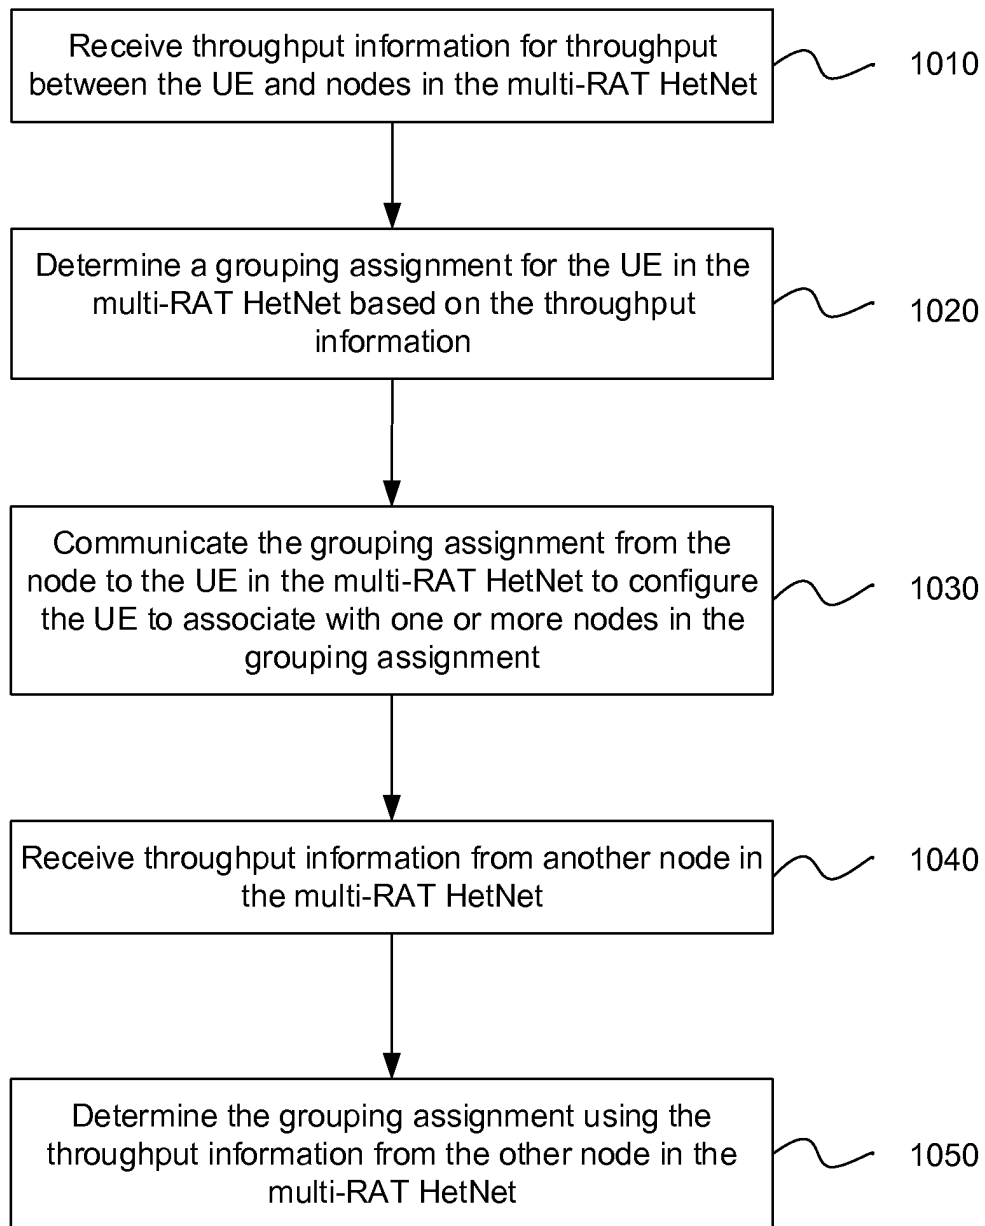 Receive throughput information for throughput
between the UE and nodes in the multi-RAT HetNet
1010
Determine a grouping assignment for the UE in the
multi-RAT HetNet based on the throughput
information
1020
Communicate the grouping assignment from the
node to the UE in the multi-RAT HetNet to configure
the UE to associate with one or more nodes in the
grouping assignment
1030
Receive throughput information from another node in
the multi-RAT HetNet
1040
Determine the grouping assignment using the
throughput information from the other node in the
multi-RAT HetNet
1050